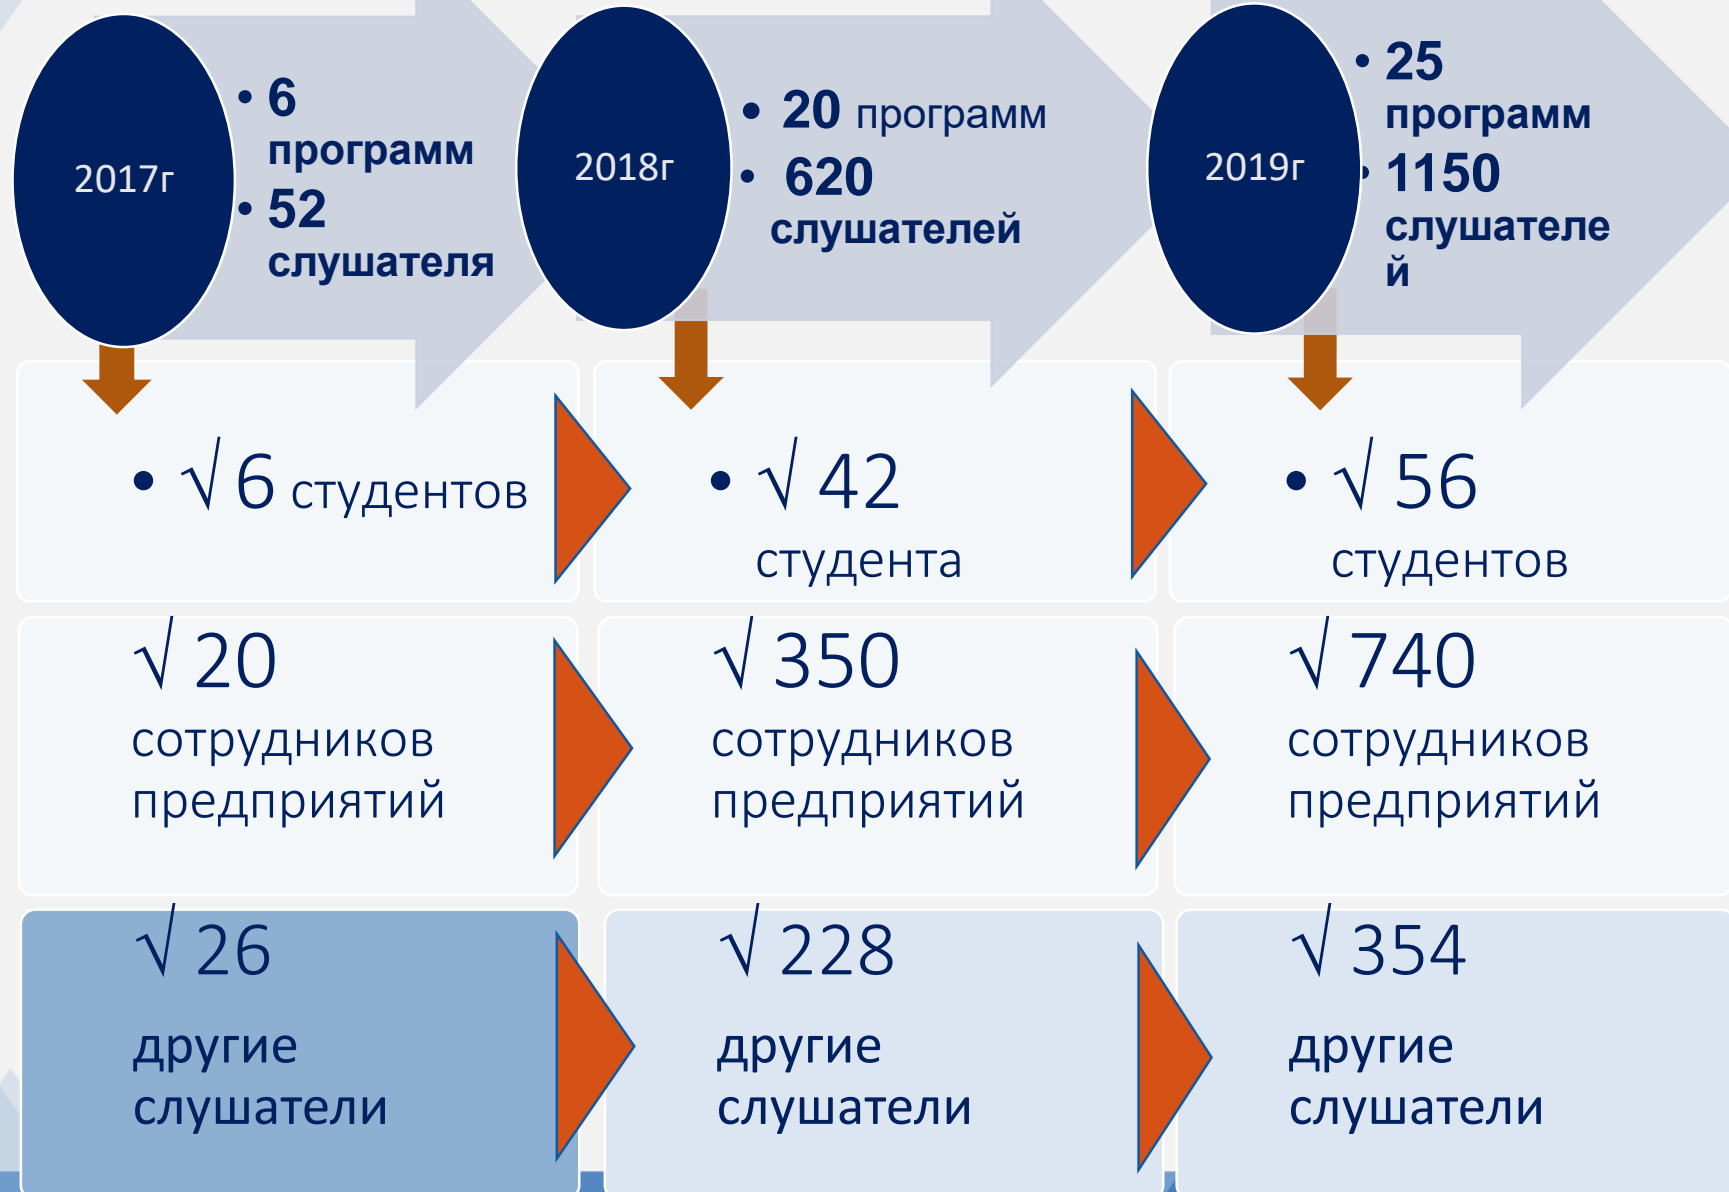 2017г
• 6
программ
• 52
слушателя
2018г
• 20 программ
• 620
слушателей
2019г
• 25
программ
• 1150
слушателе
й
• √ 6 студентов
• √ 42
студента
• √ 56
студентов
√ 20
сотрудников
предприятий
√ 350
сотрудников
предприятий
√ 740
сотрудников
предприятий
√ 26
другие
слушатели
√ 228
другие
слушатели
√ 354
другие
слушатели